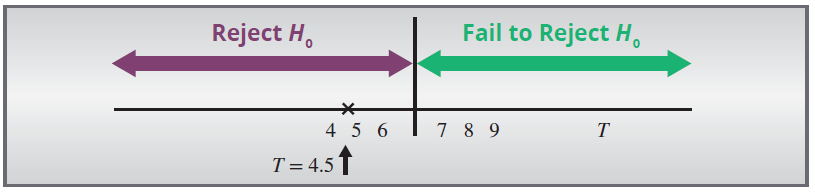 Reject H₀ Fail to Reject H₀
4 5 6 7 8 9 T
T = 4.5